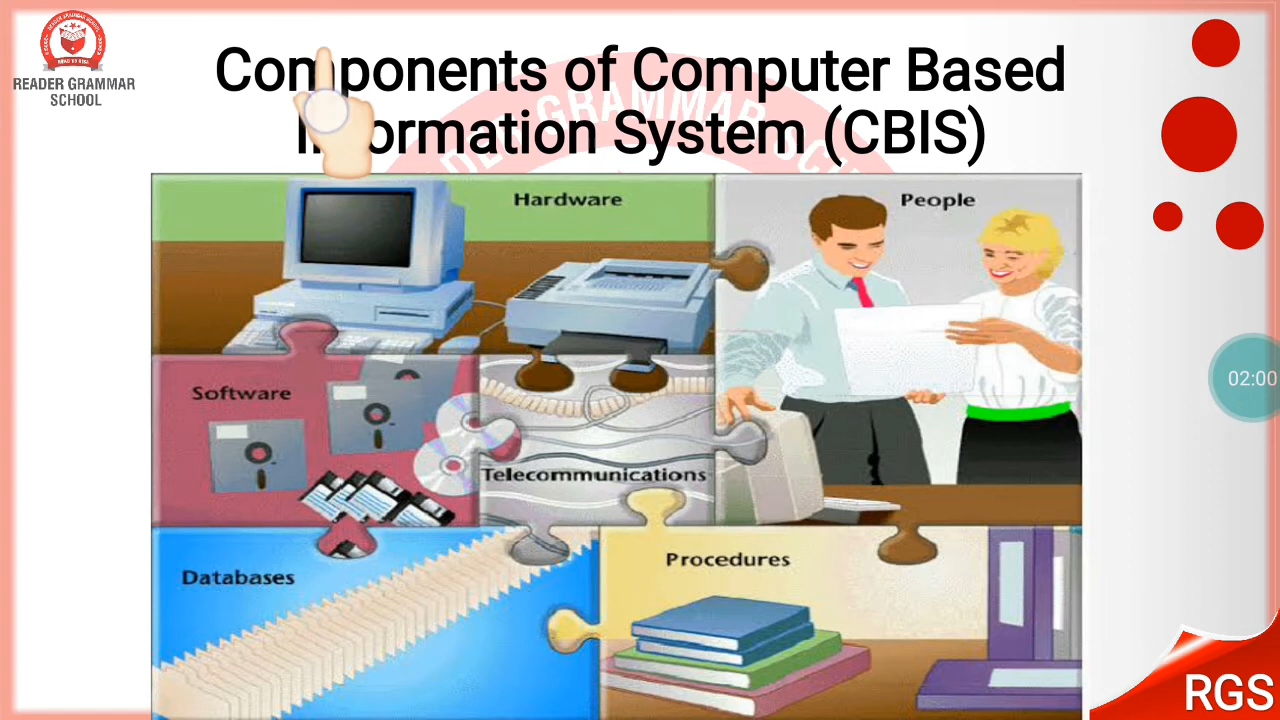 READER GRAMMAR
SCHOOL
Components of Computer Based
Information System (CBIS)
Hardware
People
Software
Telecommunications
Databases
Procedures
02:00
RGS